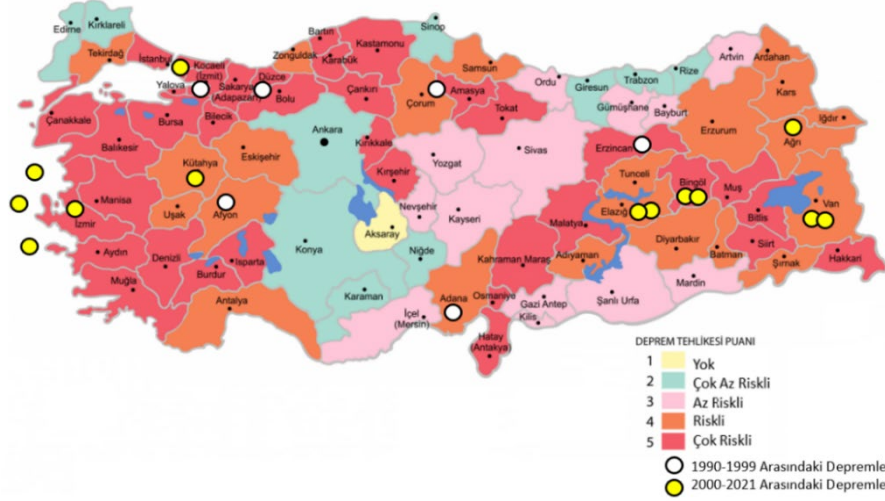 Edirne
Kırklareli
Tekirdağ
İstanbul
Kocaeli
(İzmit)
Yalova
Sakarya
(Adapazarı)
Düzce
Bolu
Zonguldak
Bartın
Karabük
Kastamonu
Sinop
Samsun
Çankırı
Çorum
Amasya
Tokat
Ordu
Giresun
Trabzon
Rize
Artvin
Ardahan
Kars
Iğdır
Ağrı
Gümüşhane
Bayburt
Erzurum
Erzincan
Çanakkale
Balıkesir
Bursa
Bilecik
Eskişehir
Kütahya
Ankara
Kırıkkale
Kırşehir
Yozgat
Sivas
Tunceli
Bingöl
Muş
Bitlis
Van
Manisa
İzmir
Uşak
Afyon
Aksaray
Nevşehir
Kayseri
Malatya
Elazığ
Diyarbakır
Batman
Siirt
Şırnak
Hakkari
Aydın
Denizli
Muğla
Burdur
Isparta
Antalya
Konya
Karaman
Niğde
İçel
(Mersin)
Adana
Osmaniye
Kahraman Maraş
Adıyaman
Gazi Antep
Kilis
Şanlı Urfa
Mardin
Hatay
(Antakya)
DEPREM TEHLİKESİ PUANI
1 Yok
2 Çok Az Riskli
3 Az Riskli
4 Riskli
5 Çok Riskli
1990-1999 Arasındaki Depremle
2000-2021 Arasındaki Depremle